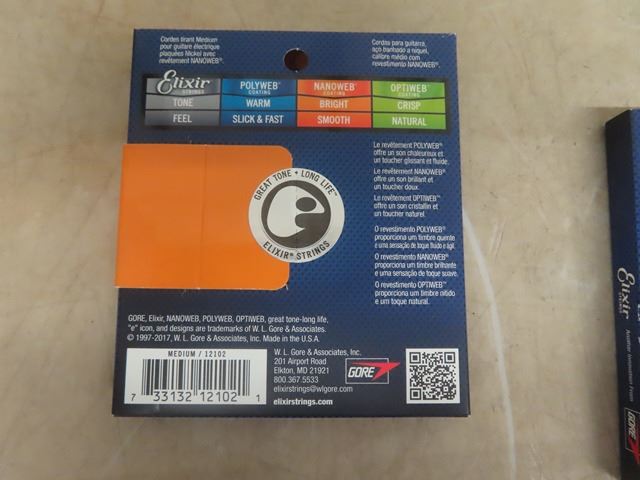 Cordes tirant Medium
pour guitare électrique
plaquées Nickel avec
revêtement NANOWEB®
Cordas para guitarra,
aço banhado a níquel,
calibre médio com
revestimento NANOWEB®
Elixir
STRINGS
POLYWEB™
COATING
NANOWEB™
COATING
OPTIWEB™
COATING
TONE
WARM
BRIGHT
CRISP
FEEL
SLICK & FAST
SMOOTH
NATURAL
Le revêtement POLYWEB®
offre un son chaleureux et
un toucher glissant et fluide.
Le revêtement NANOWEB®
offre un son brillant et
un toucher doux.
Le revêtement OPTIWEB™
offre un son cristallin et
un toucher naturel.
O revestimento POLYWEB®
proporciona um timbre quente
e uma sensação de toque fluido e ágil.
O revestimento NANOWEB®
proporciona um timbre brilhante
e uma sensação de toque suave.
O revestimento OPTIWEB™
proporciona um timbre nítido
e um toque natural.
GREAT TONE • LONG LIFE™
ELIXIR® STRINGS
GORE, Elixir, NANOWEB, POLYWEB, OPTIWEB, great tone-long life,
"e" icon, and designs are trademarks of W. L. Gore & Associates.
© 1997-2017, W. L. Gore & Associates, Inc. Made in the U.S.A.
MEDIUM / 12102
7 33132 12102 1
W. L. Gore & Associates, Inc.
201 Airport Road
Elkton, MD 21921
800.367.5533
elixirstrings@wlgore.com
elixirstrings.com
GORE
Elixir
STRINGS
Another Innovation From
GORE